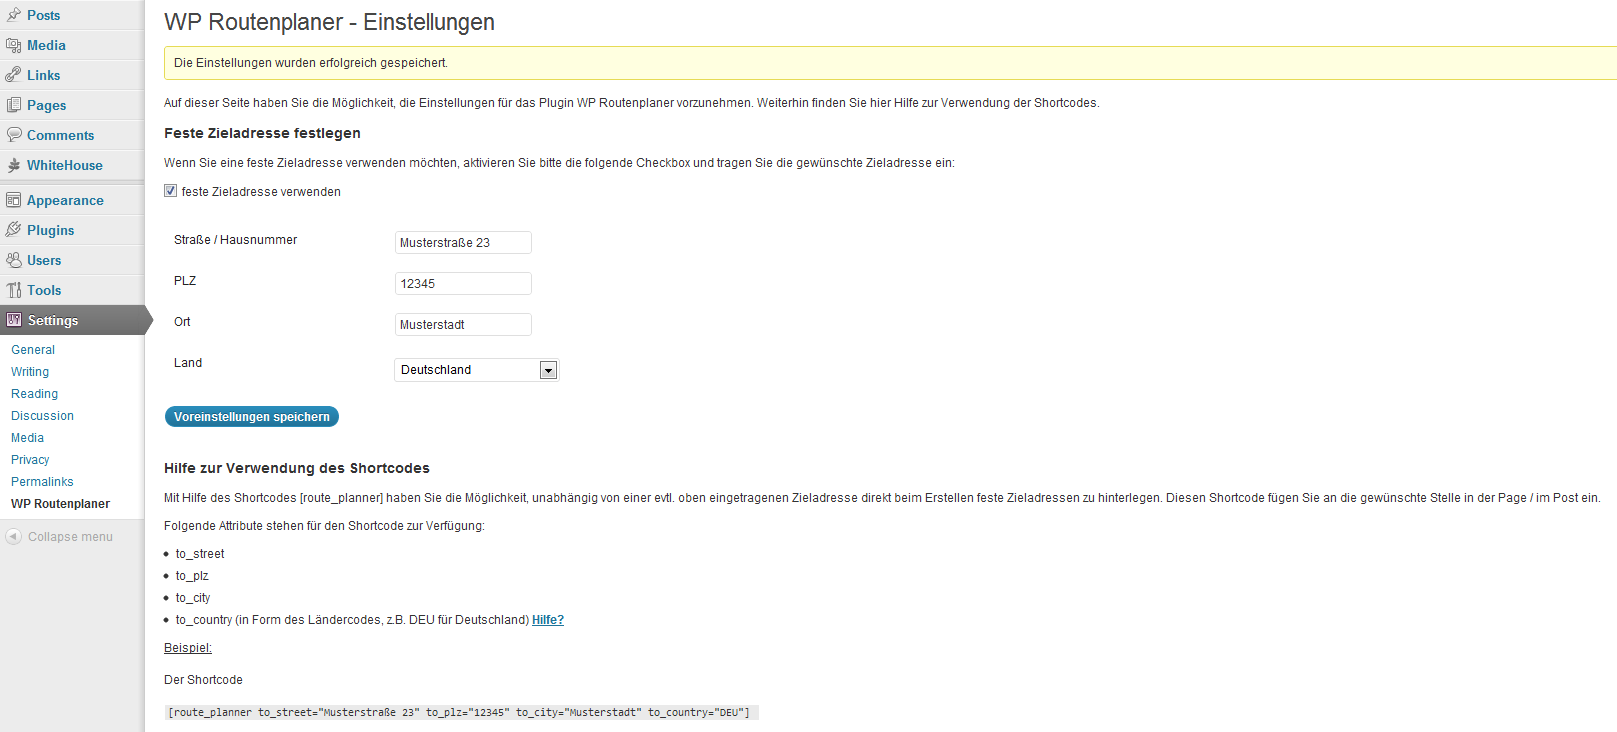 Posts
Media
Links
Pages
Comments
WhiteHouse
Appearance
Plugins
Users
Tools
Settings
General
Writing
Reading
Discussion
Media
Privacy
Permalinks
WP Routenplaner
Collapse menu
WP Routenplaner - Einstellungen
Die Einstellungen wurden erfolgreich gespeichert.
Auf dieser Seite haben Sie die Möglichkeit, die Einstellungen für das Plugin WP Routenplaner vorzunehmen. Weiterhin finden Sie hier Hilfe zur Verwendung der Shortcodes.
Feste Zieladresse festlegen
Wenn Sie eine feste Zieladresse verwenden möchten, aktivieren Sie bitte die folgende Checkbox und tragen Sie die gewünschte Zieladresse ein:
feste Zieladresse verwenden
Straße / Hausnummer Musterstraße 23
PLZ 12345
Ort Musterstadt
Land Deutschland
Voreinstellungen speichern
Hilfe zur Verwendung des Shortcodes
Mit Hilfe des Shortcodes [route_planner] haben Sie die Möglichkeit, unabhängig von einer evtl. oben eingetragenen Zieladresse direkt beim Erstellen feste Zieladressen zu hinterlegen. Diesen Shortcode fügen Sie an die gewünschte Stelle in der Page / im Post ein.
Folgende Attribute stehen für den Shortcode zur Verfügung:
• to_street
• to_plz
• to_city
• to_country (in Form des Ländercodes, z.B. DEU für Deutschland) Hilfe?
Beispiel:
Der Shortcode
[route_planner to_street="Musterstraße 23" to_plz="12345" to_city="Musterstadt" to_country="DEU"]